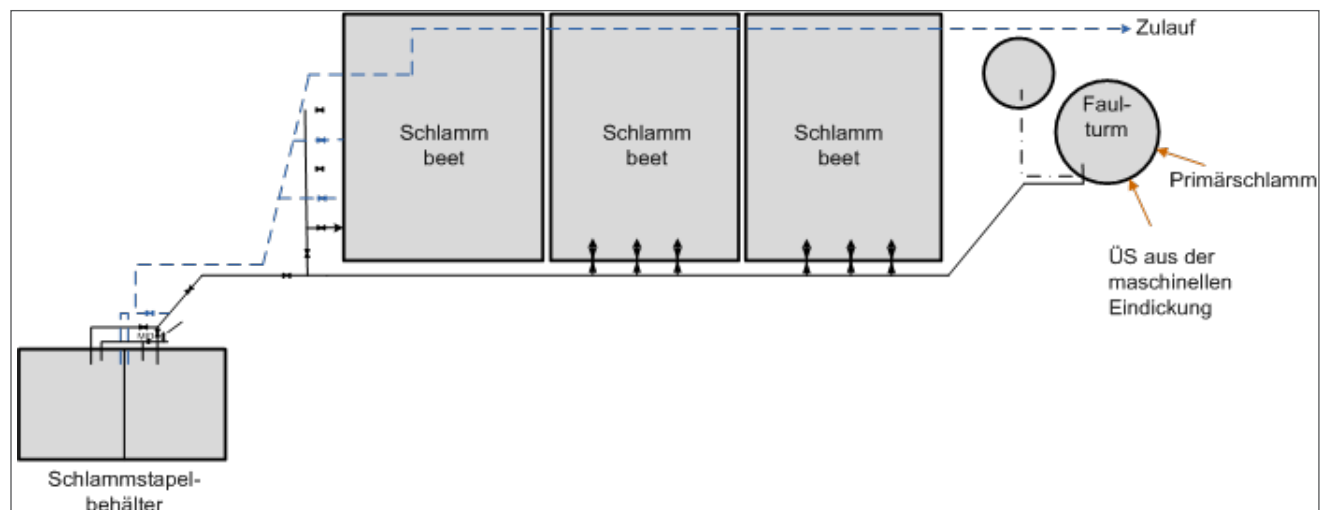 Zulauf
Faul-
turm
Schlamm
beet
Schlamm
beet
Schlamm
beet
Primärschlamm
ÜS aus der
maschinellen
Eindickung
Schlammstapel-
behälter